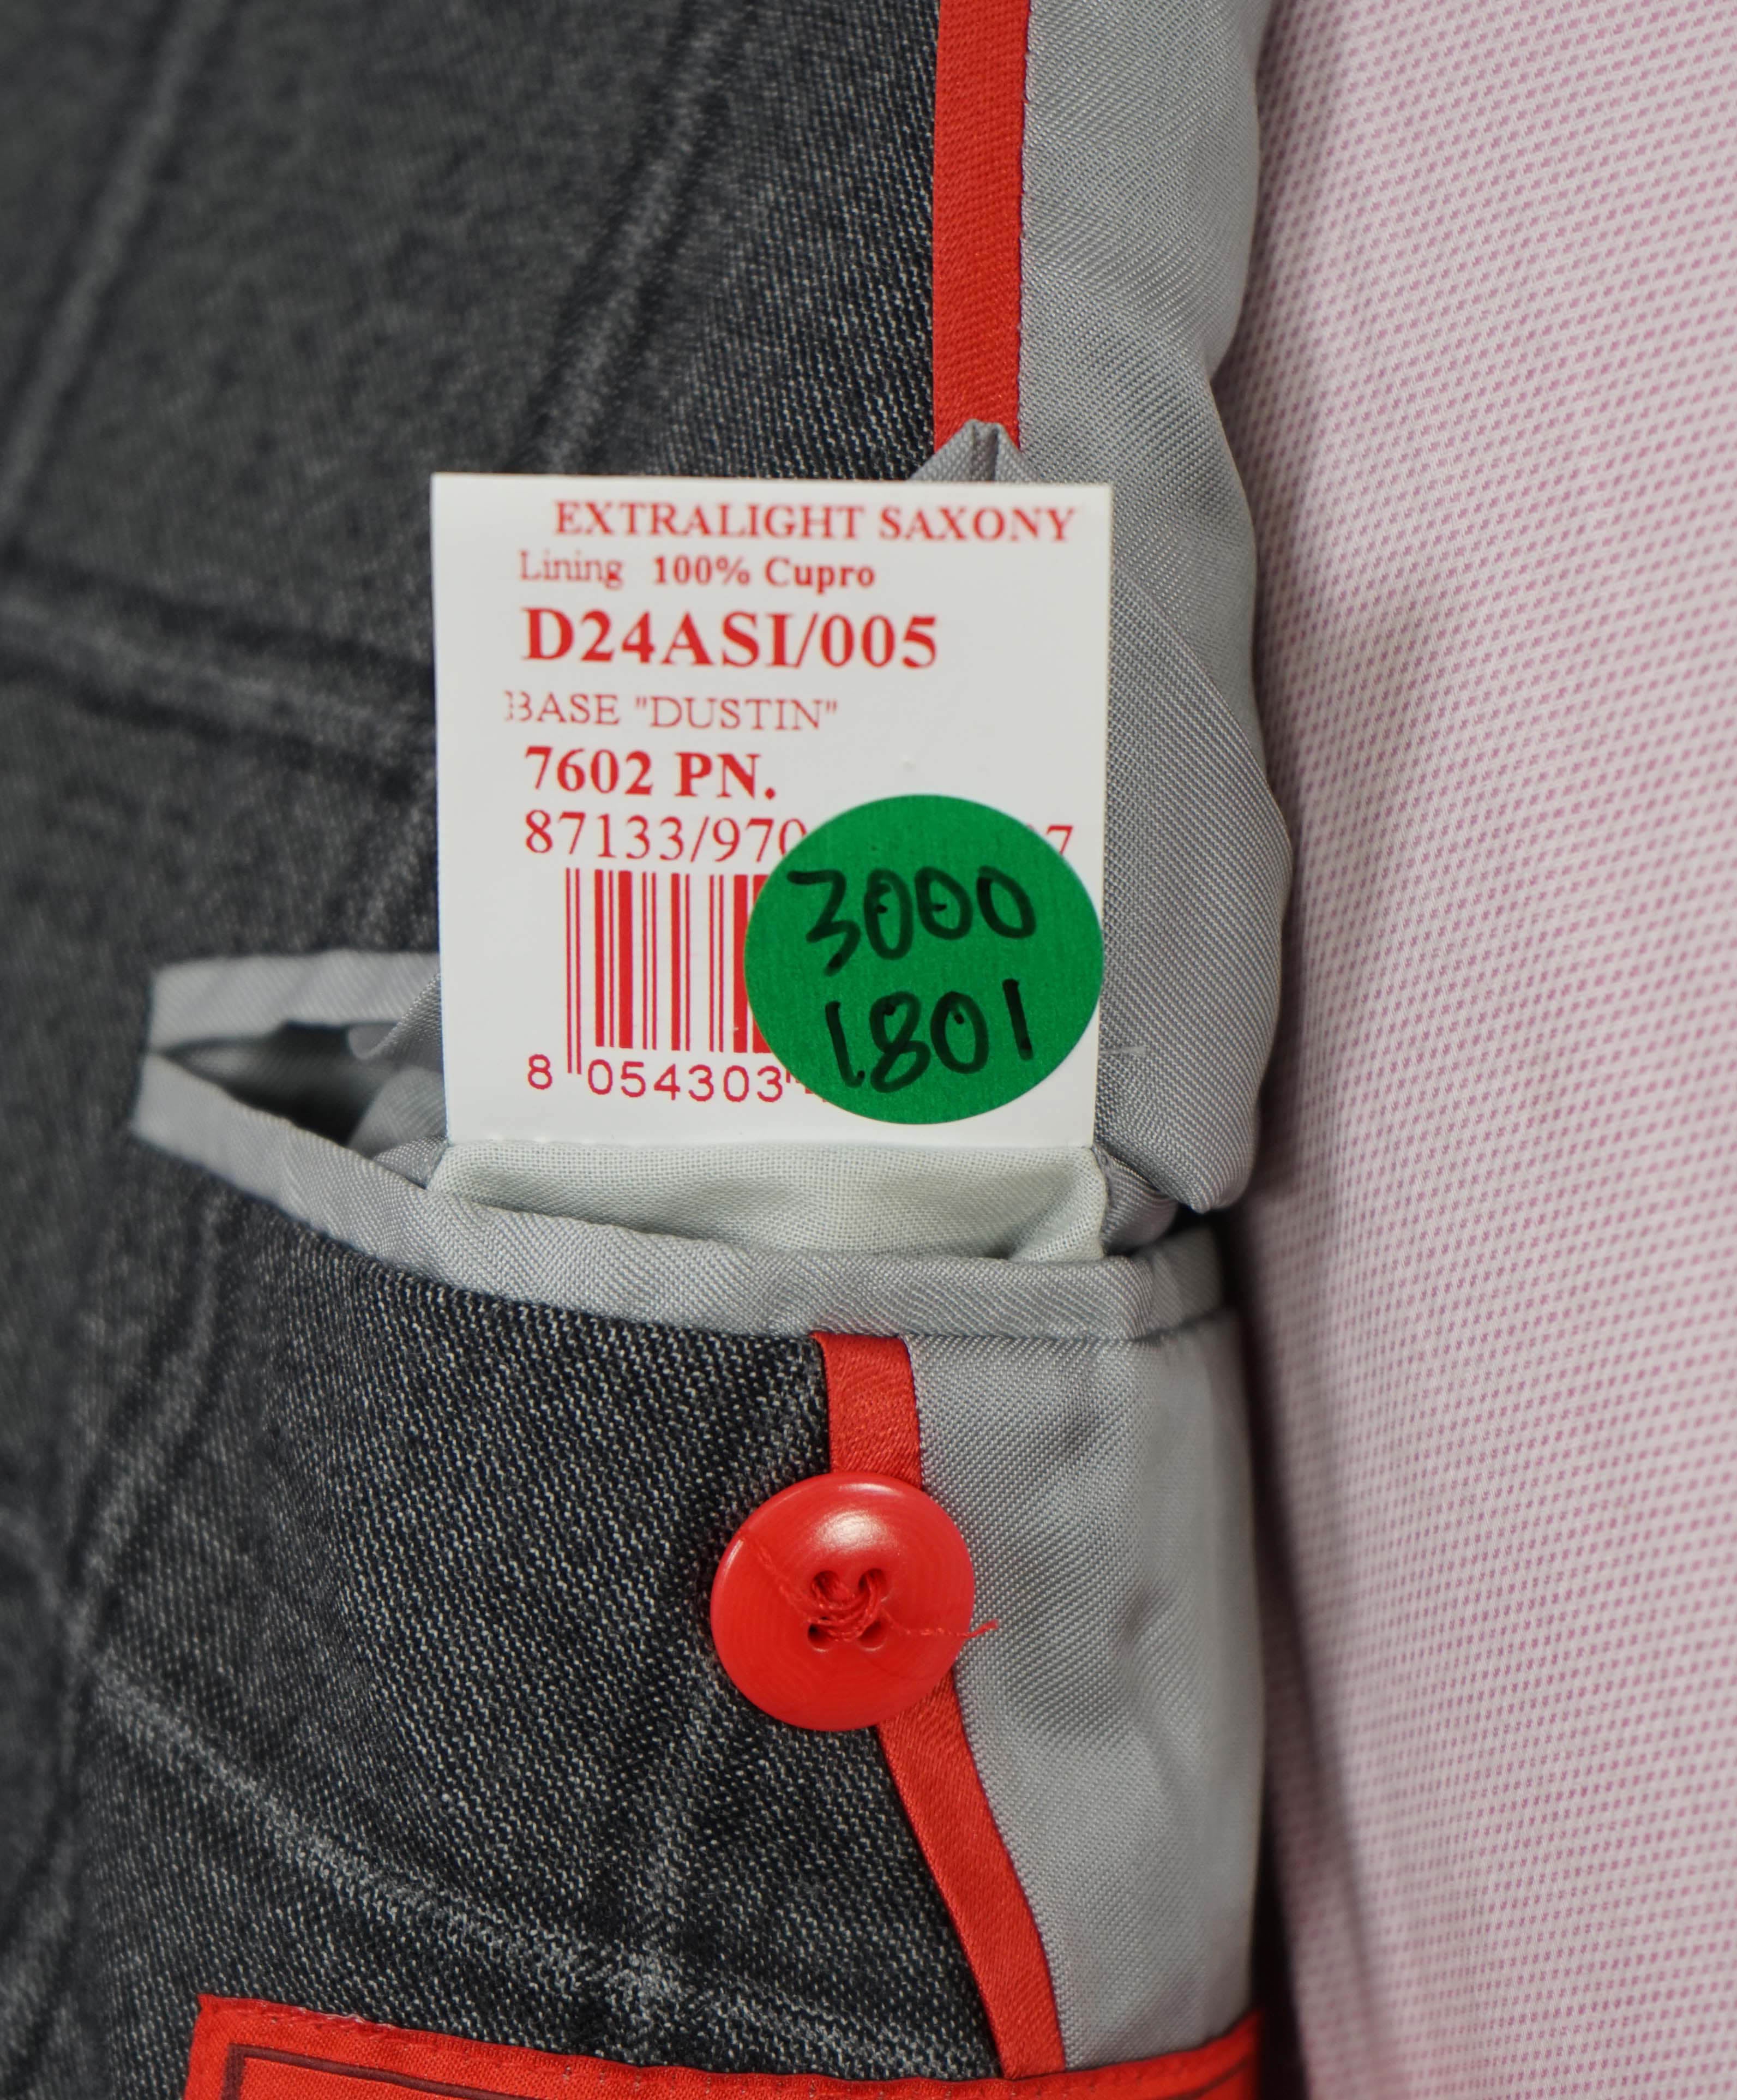 EXTRALIGHT SAXONY
Lining 100% Cupro
D24ASI/005
BASE "DUSTIN"
7602 PN.
87133/970
3000
1801
8 054303